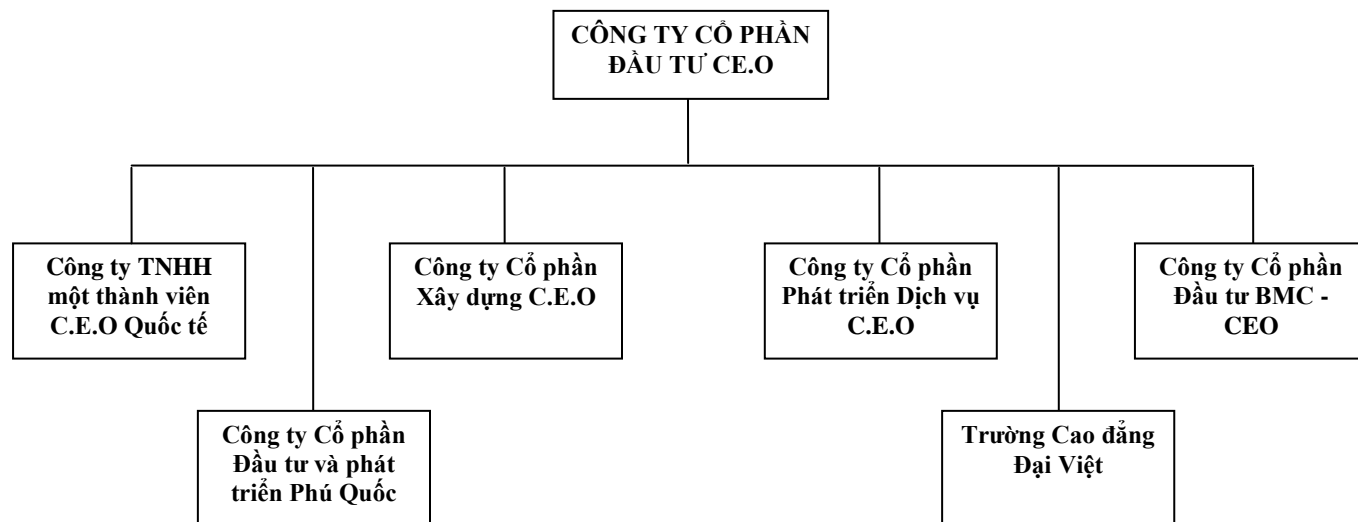 CÔNG TY CỔ PHẦN
ĐẦU TƯ CE.O
Công ty TNHH
một thành viên
C.E.O Quốc tế
Công ty Cổ phần
Xây dựng C.E.O
Công ty Cổ phần
Phát triển Dịch vụ
C.E.O
Công ty Cổ phần
Đầu tư BMC -
CEO
Công ty Cổ phần
Đầu tư và phát
triển Phú Quốc
Trường Cao đẳng
Đại Việt